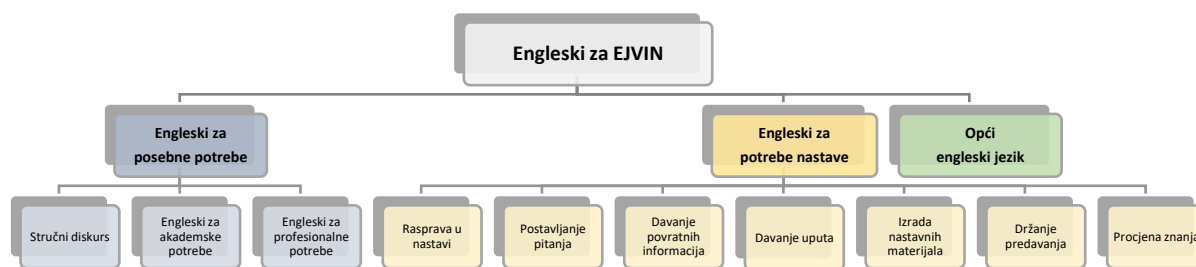 Engleski za EJVIN
Engleski za
posebne potrebe
Engleski za
potrebe nastave
Opći
engleski jezik
Stručni diskurs
Engleski za
akademske
potrebe
Engleski za
profesionalne
potrebe
Rasprava u
nastavi
Postavljanje
pitanja
Davanje
povratnih
informacija
Davanje uputa
Izrada
nastavnih
materijala
Držanje
predavanja
Procjena znanja